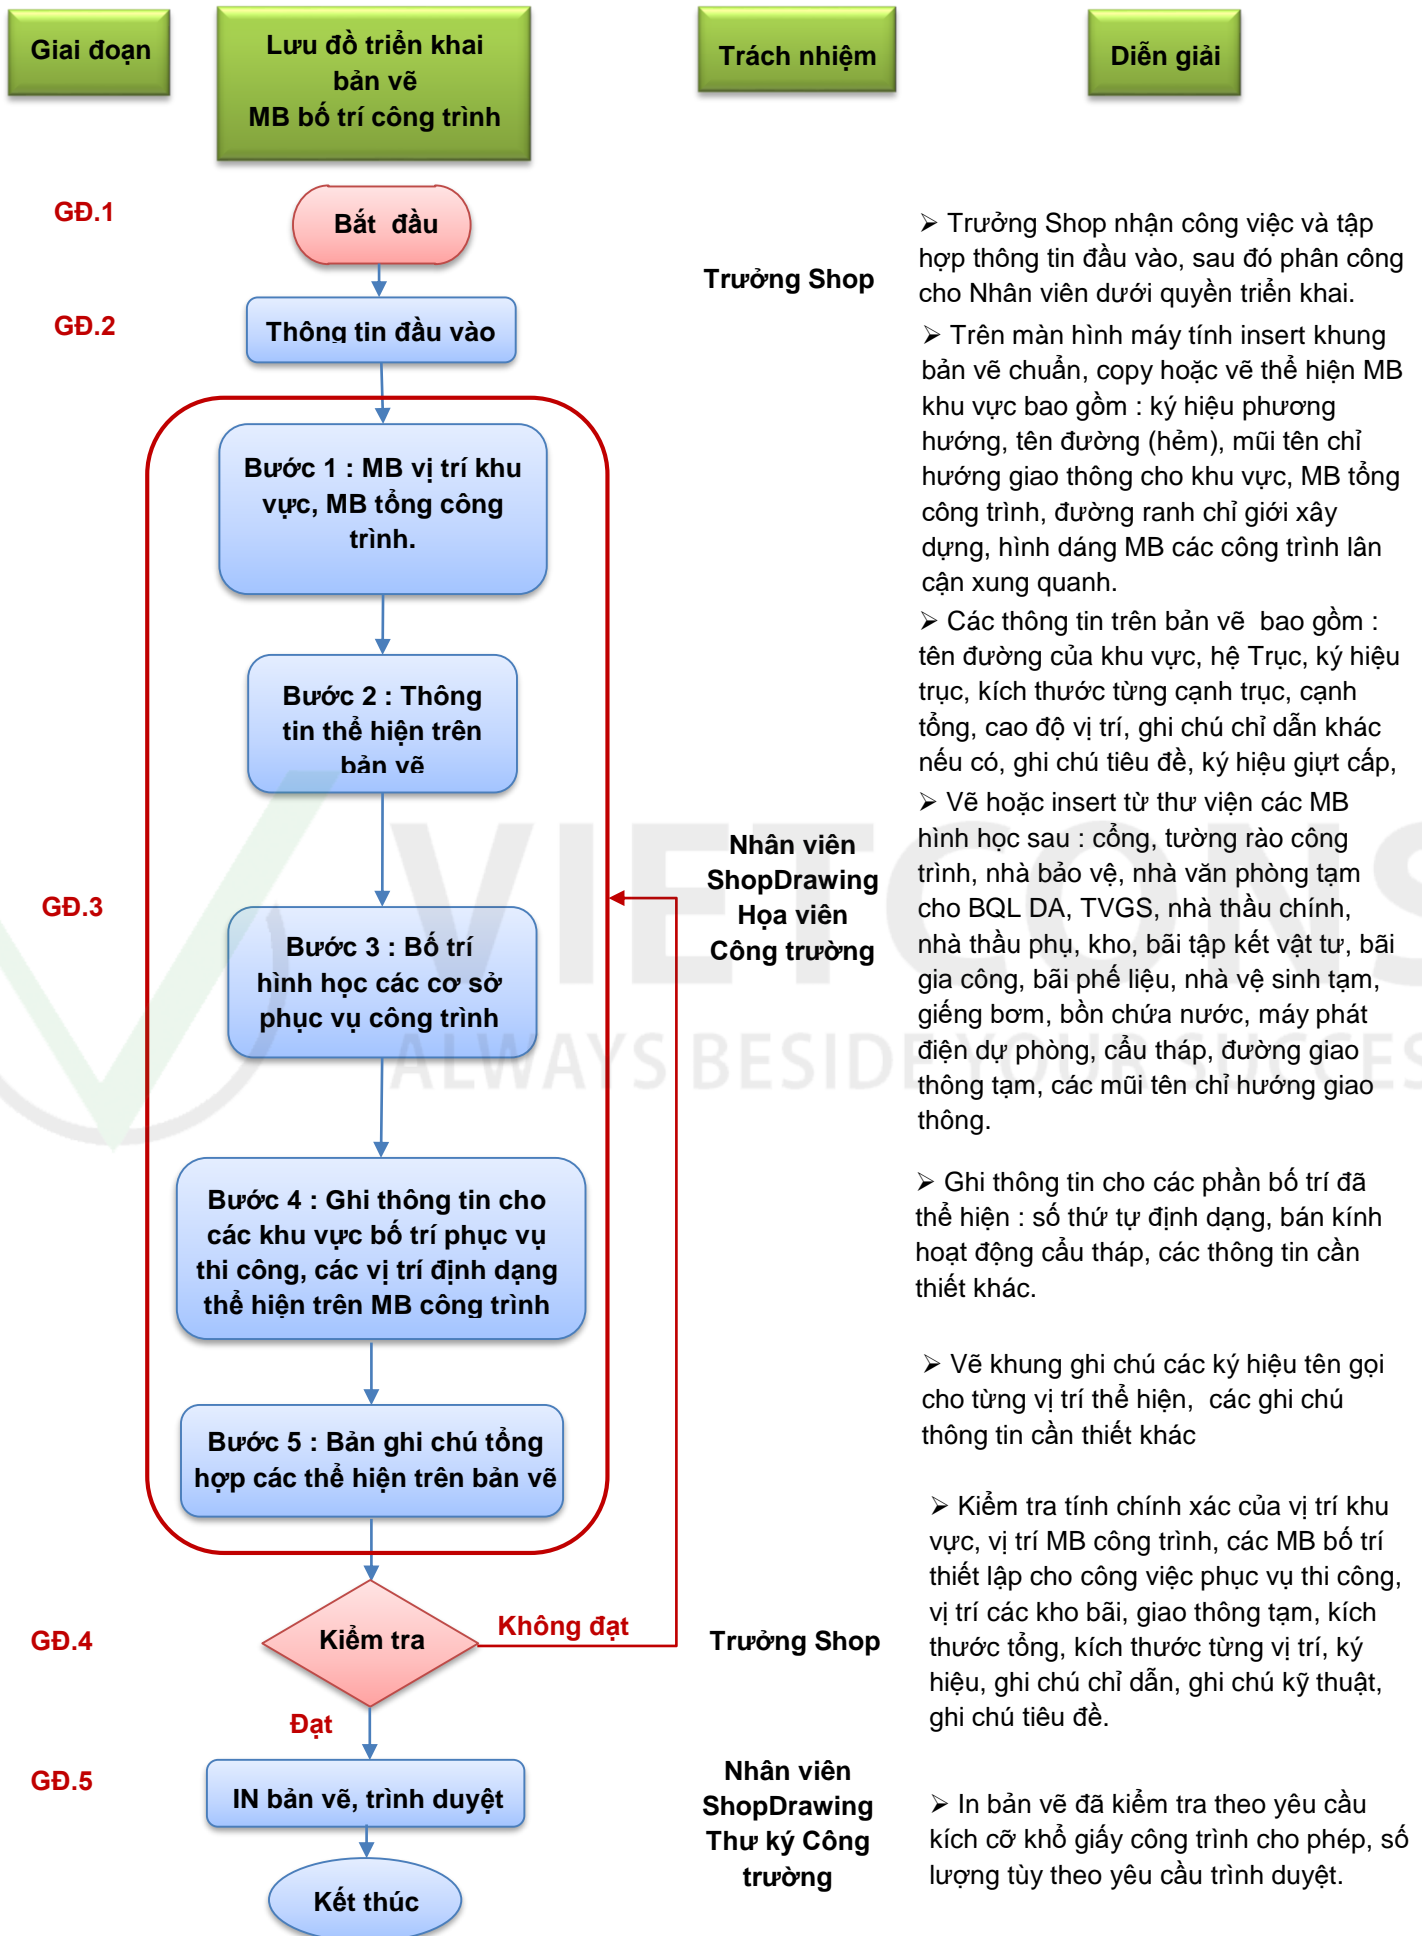 Giai đoạn
Lưu đồ triển khai
bản vẽ
MB bố trí công trình
Trách nhiệm
Diễn giải
GĐ.1
Bắt đầu
Trưởng Shop
➢ Trưởng Shop nhận công việc và tập
hợp thông tin đầu vào, sau đó phân công
cho Nhân viên dưới quyền triển khai.
GĐ.2
Thông tin đầu vào
➢ Trên màn hình máy tính insert khung
bản vẽ chuẩn, copy hoặc vẽ thể hiện MB
khu vực bao gồm : ký hiệu phương
hướng, tên đường (hẻm), mũi tên chỉ
hướng giao thông cho khu vực, MB tổng
công trình, đường ranh chỉ giới xây
dựng, hình dáng MB các công trình lân
cận xung quanh.
Bước 1 : MB vị trí khu
vực, MB tổng công
trình.
➢ Các thông tin trên bản vẽ bao gồm :
tên đường của khu vực, hệ Trục, ký hiệu
trục, kích thước từng cạnh trục, cạnh
tổng, cao độ vị trí, ghi chú chỉ dẫn khác
nếu có, ghi chú tiêu đề, ký hiệu giựt cấp,
Bước 2 : Thông
tin thể hiện trên
bản vẽ
GĐ.3
Nhân viên
ShopDrawing
Họa viên
Công trường
➢ Vẽ hoặc insert từ thư viện các MB
hình học sau : cổng, tường rào công
trình, nhà bảo vệ, nhà văn phòng tạm
cho BQL DA, TVGS, nhà thầu chính,
nhà thầu phụ, kho, bãi tập kết vật tư, bãi
gia công, bãi phế liệu, nhà vệ sinh tạm,
giếng bơm, bồn chứa nước, máy phát
điện dự phòng, cẩu tháp, đường giao
thông tạm, các mũi tên chỉ hướng giao
thông.
Bước 3 : Bố trí
hình học các cơ sở
phục vụ công trình
VIETCONS
ALWAYS BESIDE YOUR SUCCES
Bước 4 : Ghi thông tin cho
các khu vực bố trí phục vụ
thi công, các vị trí định dạng
thể hiện trên MB công trình
➢ Ghi thông tin cho các phần bố trí đã
thể hiện : số thứ tự định dạng, bán kính
hoạt động cẩu tháp, các thông tin cần
thiết khác.
Bước 5 : Bản ghi chú tổng
hợp các thể hiện trên bản vẽ
➢ Vẽ khung ghi chú các ký hiệu tên gọi
cho từng vị trí thể hiện, các ghi chú
thông tin cần thiết khác
GĐ.4
Kiểm tra
Không đạt
Đạt
Trưởng Shop
➢ Kiểm tra tính chính xác của vị trí khu
vực, vị trí MB công trình, các MB bố trí
thiết lập cho công việc phục vụ thi công,
vị trí các kho bãi, giao thông tạm, kích
thước tổng, kích thước từng vị trí, ký
hiệu, ghi chú chỉ dẫn, ghi chú kỹ thuật,
ghi chú tiêu đề.
GĐ.5
IN bản vẽ, trình duyệt
Nhân viên
ShopDrawing
Thư ký Công
trường
➢ In bản vẽ đã kiểm tra theo yêu cầu
kích cỡ khổ giấy công trình cho phép, số
lượng tùy theo yêu cầu trình duyệt.
Kết thúc